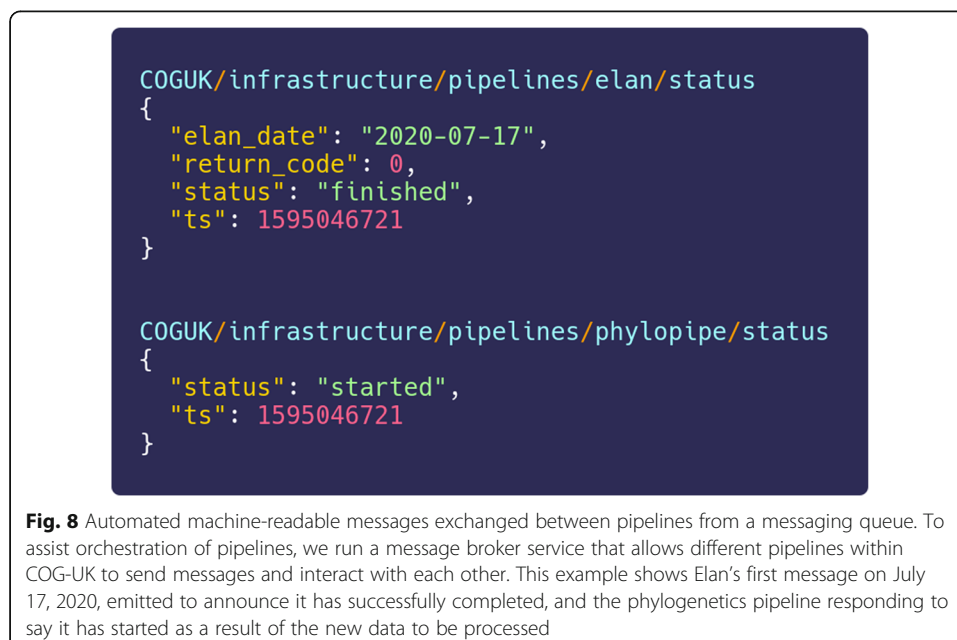 COGUK/infrastructure/pipelines/elan/status
{
"elan_date": "2020-07-17",
"return_code": 0,
"status": "finished",
"ts": 1595046721
}
COGUK/infrastructure/pipelines/phylopipe/status
{
"status": "started",
"ts": 1595046721
}
Fig. 8 Automated machine-readable messages exchanged between pipelines from a messaging queue. To
assist orchestration of pipelines, we run a message broker service that allows different pipelines within
COG-UK to send messages and interact with each other. This example shows Elan's first message on July
17, 2020, emitted to announce it has successfully completed, and the phylogenetics pipeline responding to
say it has started as a result of the new data to be processed